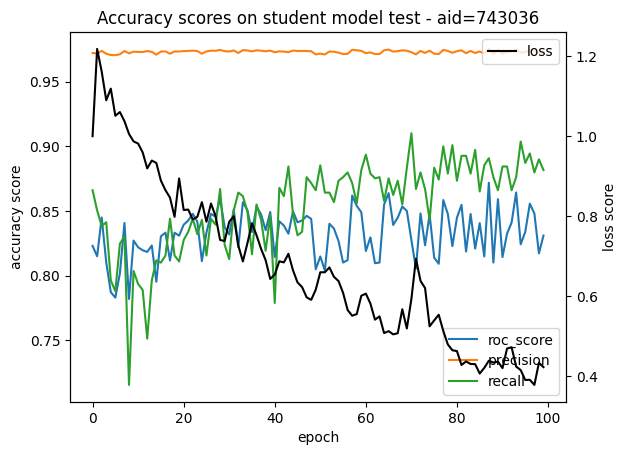 Accuracy scores on student model test - aid=743036
loss
0.95
0.90
0.85
0.80
0.75
accuracy score
1.2
1.0
0.8
0.6
0.4
loss score
roc_score
precision
recall
0
20
40
60
80
100
epoch